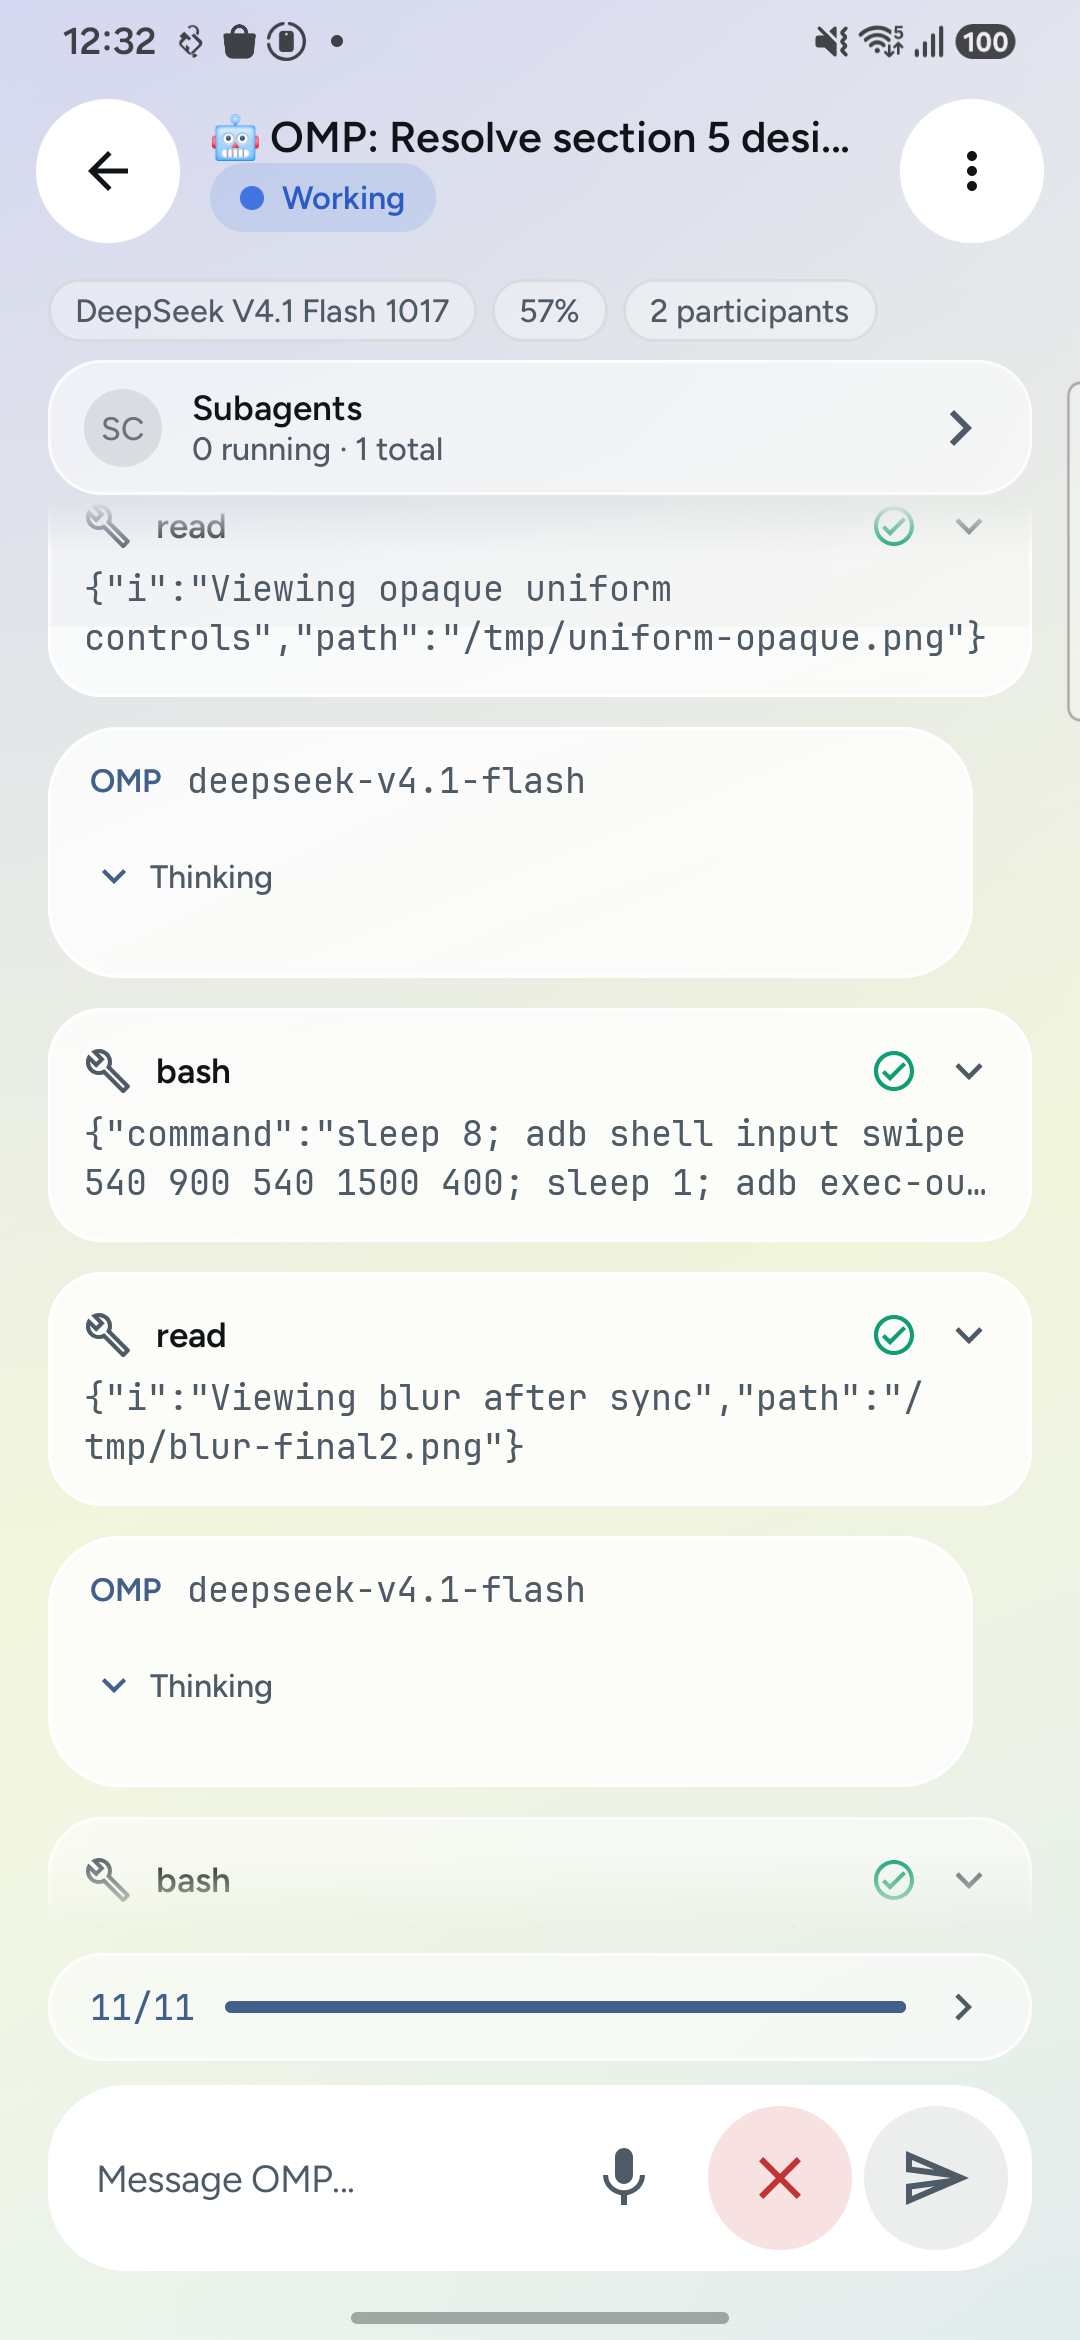 12:32
5
100
OMP: Resolve section 5 desi...
Working
DeepSeek V4.1 Flash 1017
57%
2 participants
SC
Subagents
0 running · 1 total
read
{"i":"Viewing opaque uniform
controls","path":"/tmp/uniform-opaque.png"}
OMP deepseek-v4.1-flash
Thinking
bash
{"command":"sleep 8; adb shell input swipe
540 900 540 1500 400; sleep 1; adb exec-ou…
read
{"i":"Viewing blur after sync","path":"/
tmp/blur-final2.png"}
OMP deepseek-v4.1-flash
Thinking
bash
11/11
Message OMP...